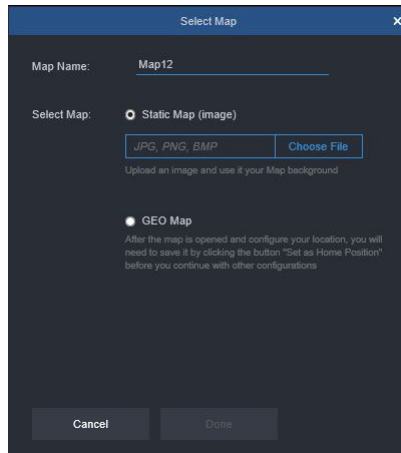 Select Map
x
Map Name:
Map12
Select Map:
Static Map (image)
JPG, PNG, BMP
Choose File
Upload an image and use it your Map background
GEO Map
After the map is opened and configure your location, you will
need to save it by clicking the button "Set as Home Position"
before you continue with other configurations
Cancel
Done